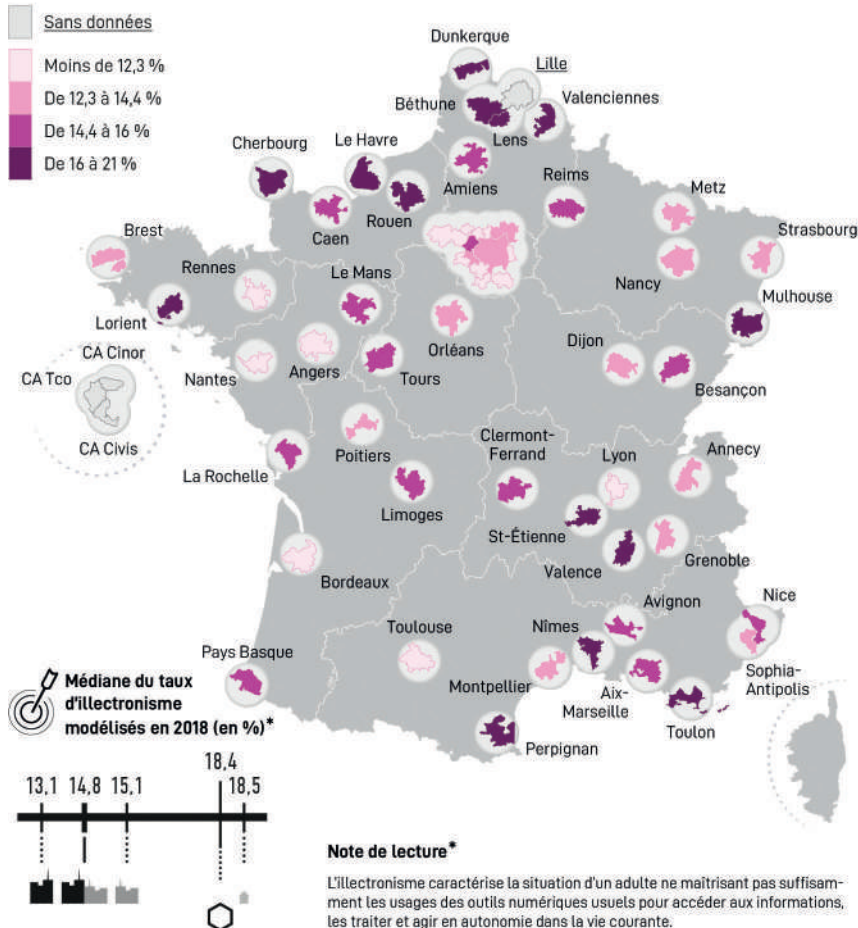 Sans données
Moins de 12,3 %
De 12,3 à 14,4 %
De 14,4 à 16 %
De 16 à 21 %
Dunkerque
Lille
Béthune
Valenciennes
Lens
Cherbourg
Le Havre
Amiens
Reims
Metz
Caen
Rouen
Strasbourg
Brest
Rennes
Le Mans
Nancy
Mulhouse
Lorient
Orléans
Dijon
CA Cinor
CA Tco
Nantes
Angers
Tours
Besançon
CA Civis
Poitiers
Clermont-
Ferrand
Lyon
Annecy
La Rochelle
Limoges
St-Étienne
Valence
Grenoble
Bordeaux
Avignon
Nice
Toulouse
Nîmes
Pays Basque
Montpellier
Aix-
Marseille
Sophia-
Antipolis
Toulon
Perpignan
Médiane du taux
d'illectronisme
modélisés en 2018 (en %)*
18,4
13,1 14,8 15,1 18,5
Note de lecture*
L'illectronisme caractérise la situation d'un adulte ne maîtrisant pas suffisam-
ment les usages des outils numériques usuels pour accéder aux informations,
les traiter et agir en autonomie dans la vie courante.